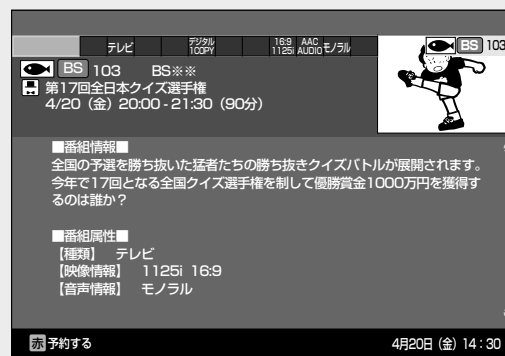 テレビ デジタル 1COPY 16:9 1125i AAC AUDIO モノラル
BS 103
BS 103 BS※※
第17回全日本クイズ選手権
4/20（金）20:00 - 21:30（90分）
■番組情報■
全国の予選を勝ち抜いた猛者たちの勝ち抜きクイズバトルが展開されます。
今年で17回となる全国クイズ選手権を制して優勝賞金1000万円を獲得す
るのは誰か？
■番組属性■
【種類】 テレビ
【映像情報】 1125i 16:9
【音声情報】 モノラル
赤 予約する 4月20日（金）14：30